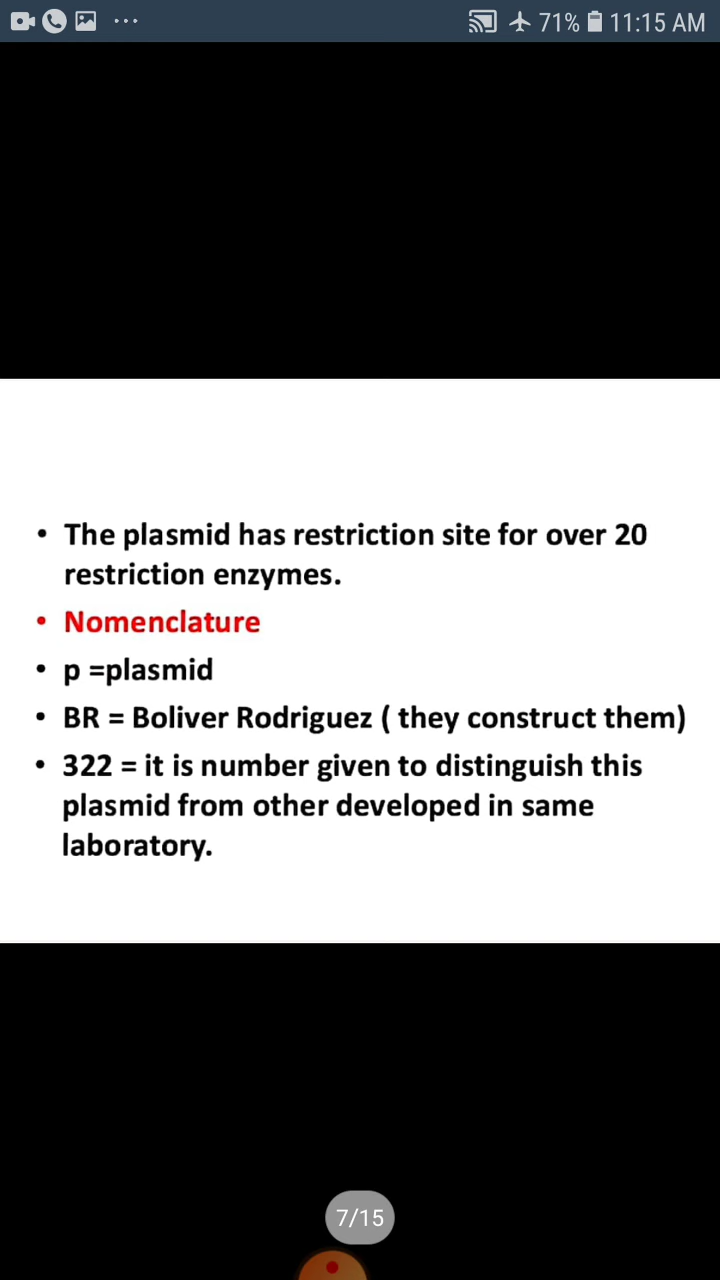 ... 71% 11:15 AM
• The plasmid has restriction site for over 20
restriction enzymes.
• Nomenclature
• p =plasmid
• BR = Boliver Rodriguez ( they construct them)
• 322 = it is number given to distinguish this
plasmid from other developed in same
laboratory.
7/15